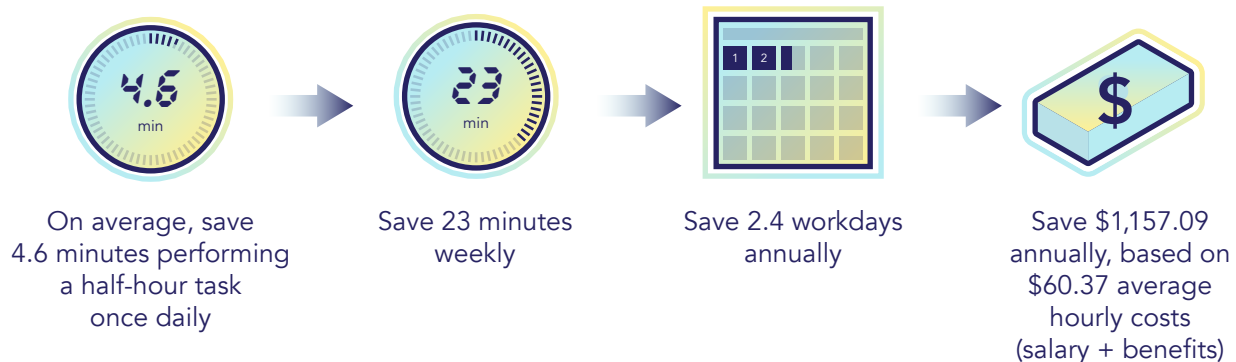 4.6
min
On average, save
4.6 minutes performing
a half-hour task
once daily
23
min
Save 23 minutes
weekly
1 2
Save 2.4 workdays
annually
$
Save $1,157.09
annually, based on
$60.37 average
hourly costs
(salary + benefits)